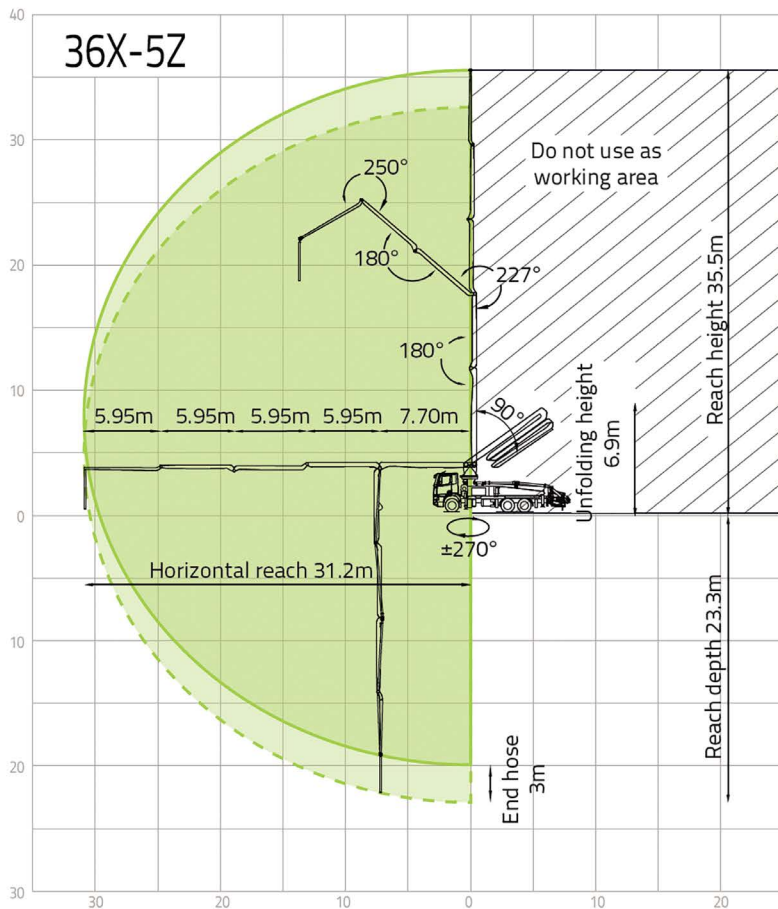 36X-5Z
40
30
20
10
0
10
20
30
30
20
10
0
10
20
Do not use as
working area
250°
180°
227°
180°
90°
5.95m
5.95m
5.95m
5.95m
7.70m
Unfolding height
6.9m
Reach height 35.5m
±270°
Horizontal reach 31.2m
Reach depth 23.3m
End hose
3m